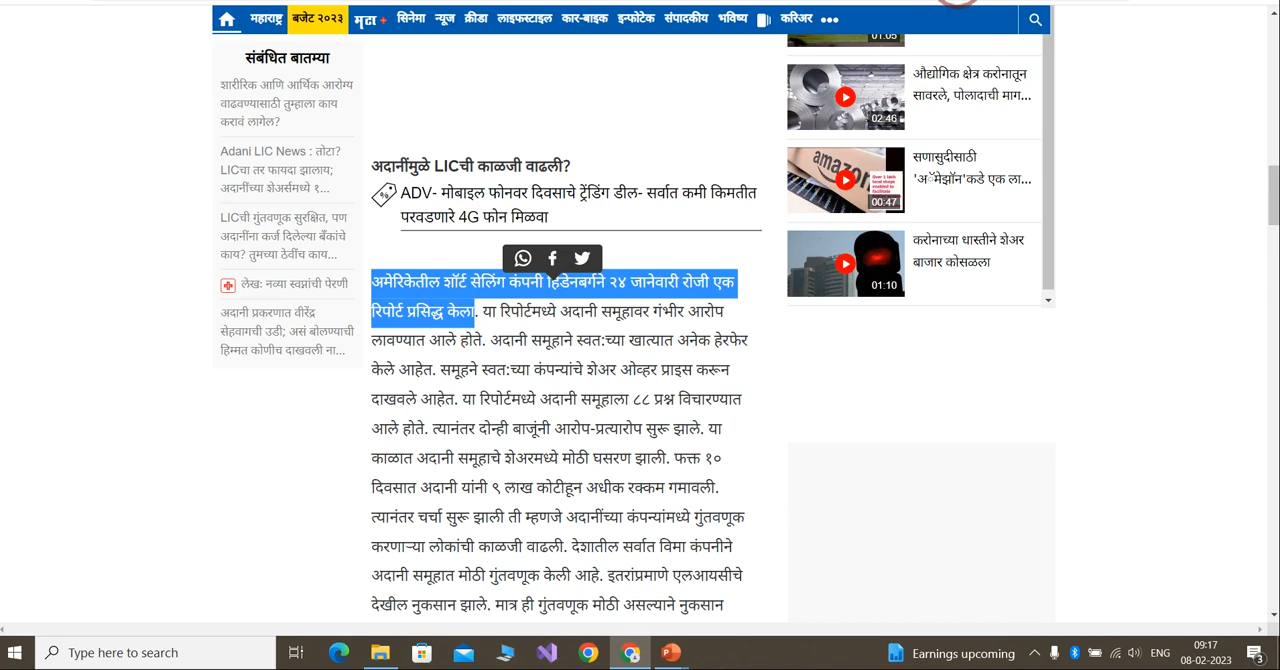 महाराष्ट्र बजेट २०२३ मटा + सिनेमा न्यूज क्रीडा लाइफस्टाइल कार-बाइक इन्फोटेक संपादकीय भविष्य करिअर
संबंधित बातम्या
शारीरिक आणि आर्थिक आरोग्य
वाढवण्यासाठी तुम्हाला काय
करावं लागेल?
Adani LIC News : तोटा?
LICचा तर फायदा झालाय;
अदानींच्या शेअर्समध्ये १...
LICची गुंतवणूक सुरक्षित, पण
अदानींना कर्ज दिलेल्या बँकांचे
काय? तुमच्या ठेवींच काय...
लेख: नव्या स्वप्नांची पेरणी
अदानी प्रकरणात वीरेंद्र
सेहवागची उडी; असं बोलण्याची
हिम्मत कोणीच दाखवली ना...
अदानींमुळे LICची काळजी वाढली?
ADV- मोबाइल फोनवर दिवसाचे ट्रेंडिंग डील- सर्वात कमी किमतीत
परवडणारे 4G फोन मिळवा
अमेरिकेतील शॉर्ट सेलिंग कंपनी हिंडेनबर्गने २४ जानेवारी रोजी एक
रिपोर्ट प्रसिद्ध केला. या रिपोर्टमध्ये अदानी समूहावर गंभीर आरोप
लावण्यात आले होते. अदानी समूहाने स्वत:च्या खात्यात अनेक हेरफेर
केले आहेत. समूहने स्वत:च्या कंपन्यांचे शेअर ओव्हर प्राइस करून
दाखवले आहेत. या रिपोर्टमध्ये अदानी समूहाला ८८ प्रश्न विचारण्यात
आले होते. त्यानंतर दोन्ही बाजूंनी आरोप-प्रत्यारोप सुरू झाले. या
काळात अदानी समूहाचे शेअरमध्ये मोठी घसरण झाली. फक्त १०
दिवसात अदानी यांनी ९ लाख कोटीहून अधीक रक्कम गमावली.
त्यानंतर चर्चा सुरू झाली ती म्हणजे अदानींच्या कंपन्यांमध्ये गुंतवणूक
करणाऱ्या लोकांची काळजी वाढली. देशातील सर्वात विमा कंपनीने
अदानी समूहात मोठी गुंतवणूक केली आहे. इतरांप्रमाणे एलआयसीचे
देखील नुकसान झाले. मात्र ही गुंतवणूक मोठी असल्याने नुकसान
01:05
औद्योगिक क्षेत्र करोनातून
सावरले, पोलादाची माग...
02:46
सणासुदीसाठी
'अॅमेझॉन'कडे एक ला...
amazon
00:47
करोनाच्या धास्तीने शेअर
बाजार कोसळला
01:10
Type here to search
Earnings upcoming
ENG
09:17
08-02-2023
3